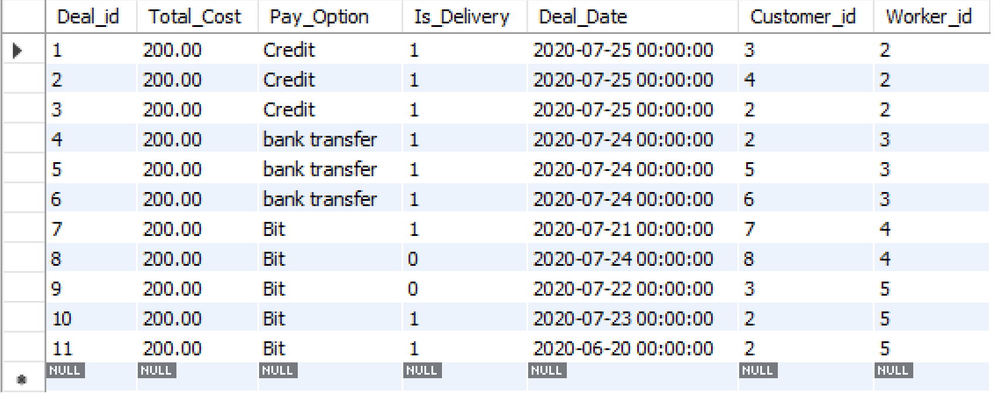 Deal_id Total_Cost Pay_Option Is_Delivery Deal_Date Customer_id Worker_id
1 200.00 Credit 1 2020-07-25 00:00:00 3 2
2 200.00 Credit 1 2020-07-25 00:00:00 4 2
3 200.00 Credit 1 2020-07-25 00:00:00 2 2
4 200.00 bank transfer 1 2020-07-24 00:00:00 2 3
5 200.00 bank transfer 1 2020-07-24 00:00:00 5 3
6 200.00 bank transfer 1 2020-07-24 00:00:00 6 3
7 200.00 Bit 1 2020-07-21 00:00:00 7 4
8 200.00 Bit 0 2020-07-24 00:00:00 8 4
9 200.00 Bit 0 2020-07-22 00:00:00 3 5
10 200.00 Bit 1 2020-07-23 00:00:00 2 5
11 200.00 Bit 1 2020-06-20 00:00:00 2 5
NULL NULL NULL NULL NULL NULL NULL